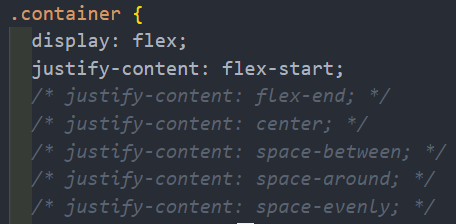 .container {
display: flex;
justify-content: flex-start;
/* justify-content: flex-end; */
/* justify-content: center; */
/* justify-content: space-between; */
/* justify-content: space-around; */
/* justify-content: space-evenly; */